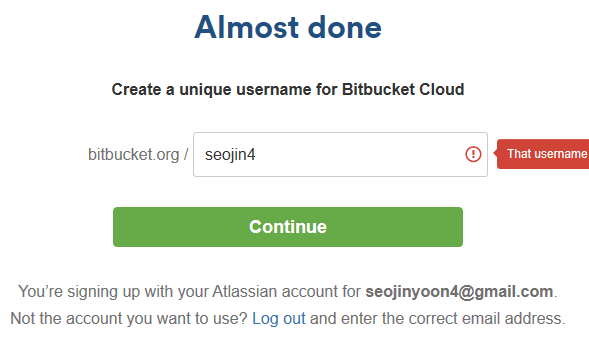 Almost done
Create a unique username for Bitbucket Cloud
bitbucket.org / seojin4 That username
Continue
You’re signing up with your Atlassian account for seojinyoon4@gmail.com.
Not the account you want to use? Log out and enter the correct email address.